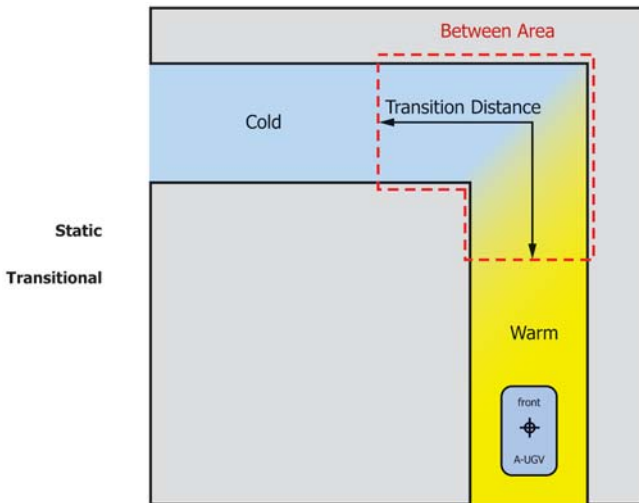 Between Area
Transition Distance
Cold
Static
Transitional
Warm
front
A-UGV